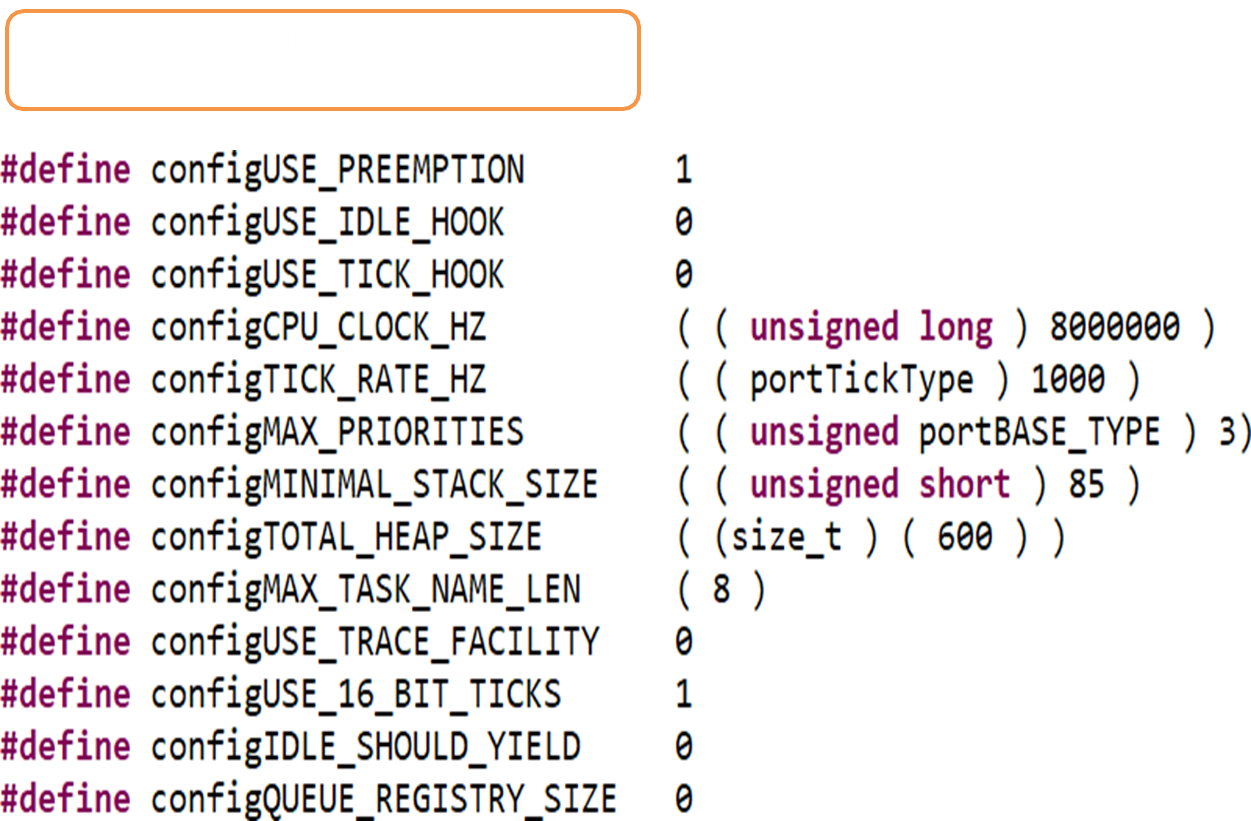 #define configUSE_PREEMPTION 1
#define configUSE_IDLE_HOOK 0
#define configUSE_TICK_HOOK 0
#define configCPU_CLOCK_HZ ( ( unsigned long ) 8000000 )
#define configTICK_RATE_HZ ( ( portTickType ) 1000 )
#define configMAX_PRIORITIES ( ( unsigned portBASE_TYPE ) 3)
#define configMINIMAL_STACK_SIZE ( ( unsigned short ) 85 )
#define configTOTAL_HEAP_SIZE ( (size_t ) ( 600 ) )
#define configMAX_TASK_NAME_LEN ( 8 )
#define configUSE_TRACE_FACILITY 0
#define configUSE_16_BIT_TICKS 1
#define configIDLE_SHOULD_YIELD 0
#define configQUEUE_REGISTRY_SIZE 0